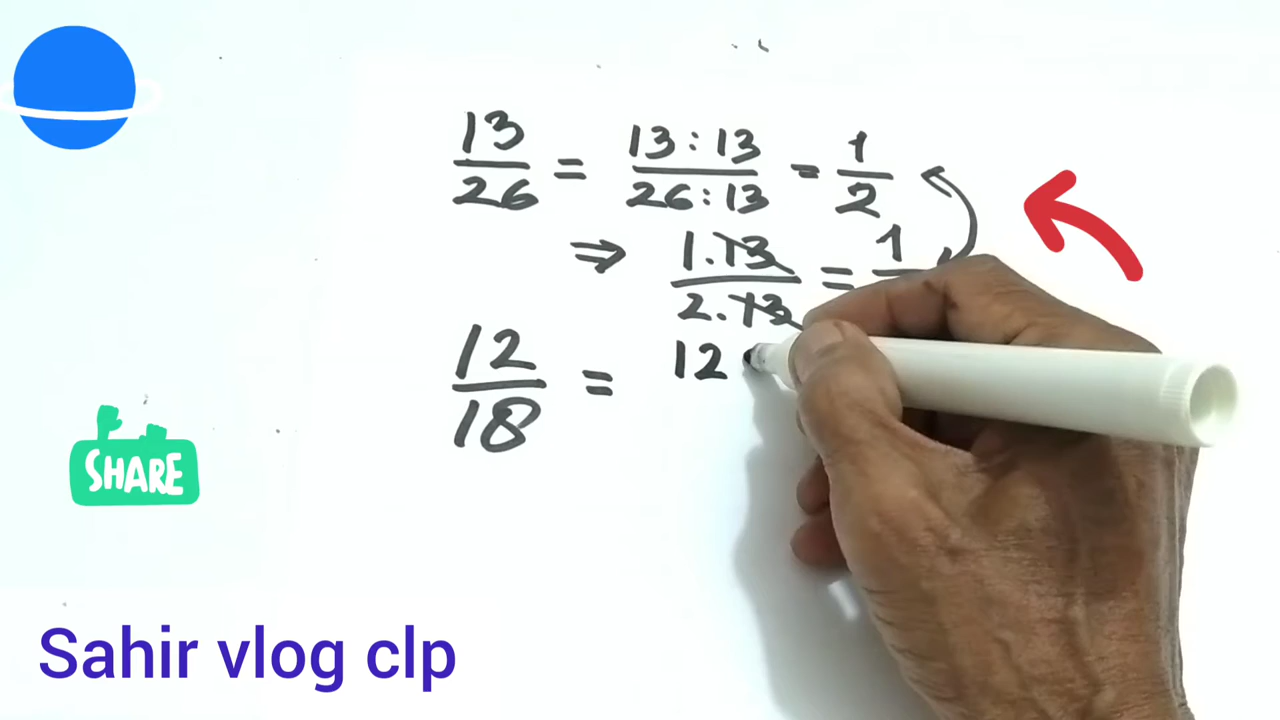 13/26 = 13:13/26:13 = 1/2
⇒ 1.13/2.13 = 1
12/18 = 12
SHARE
Sahir vlog clp